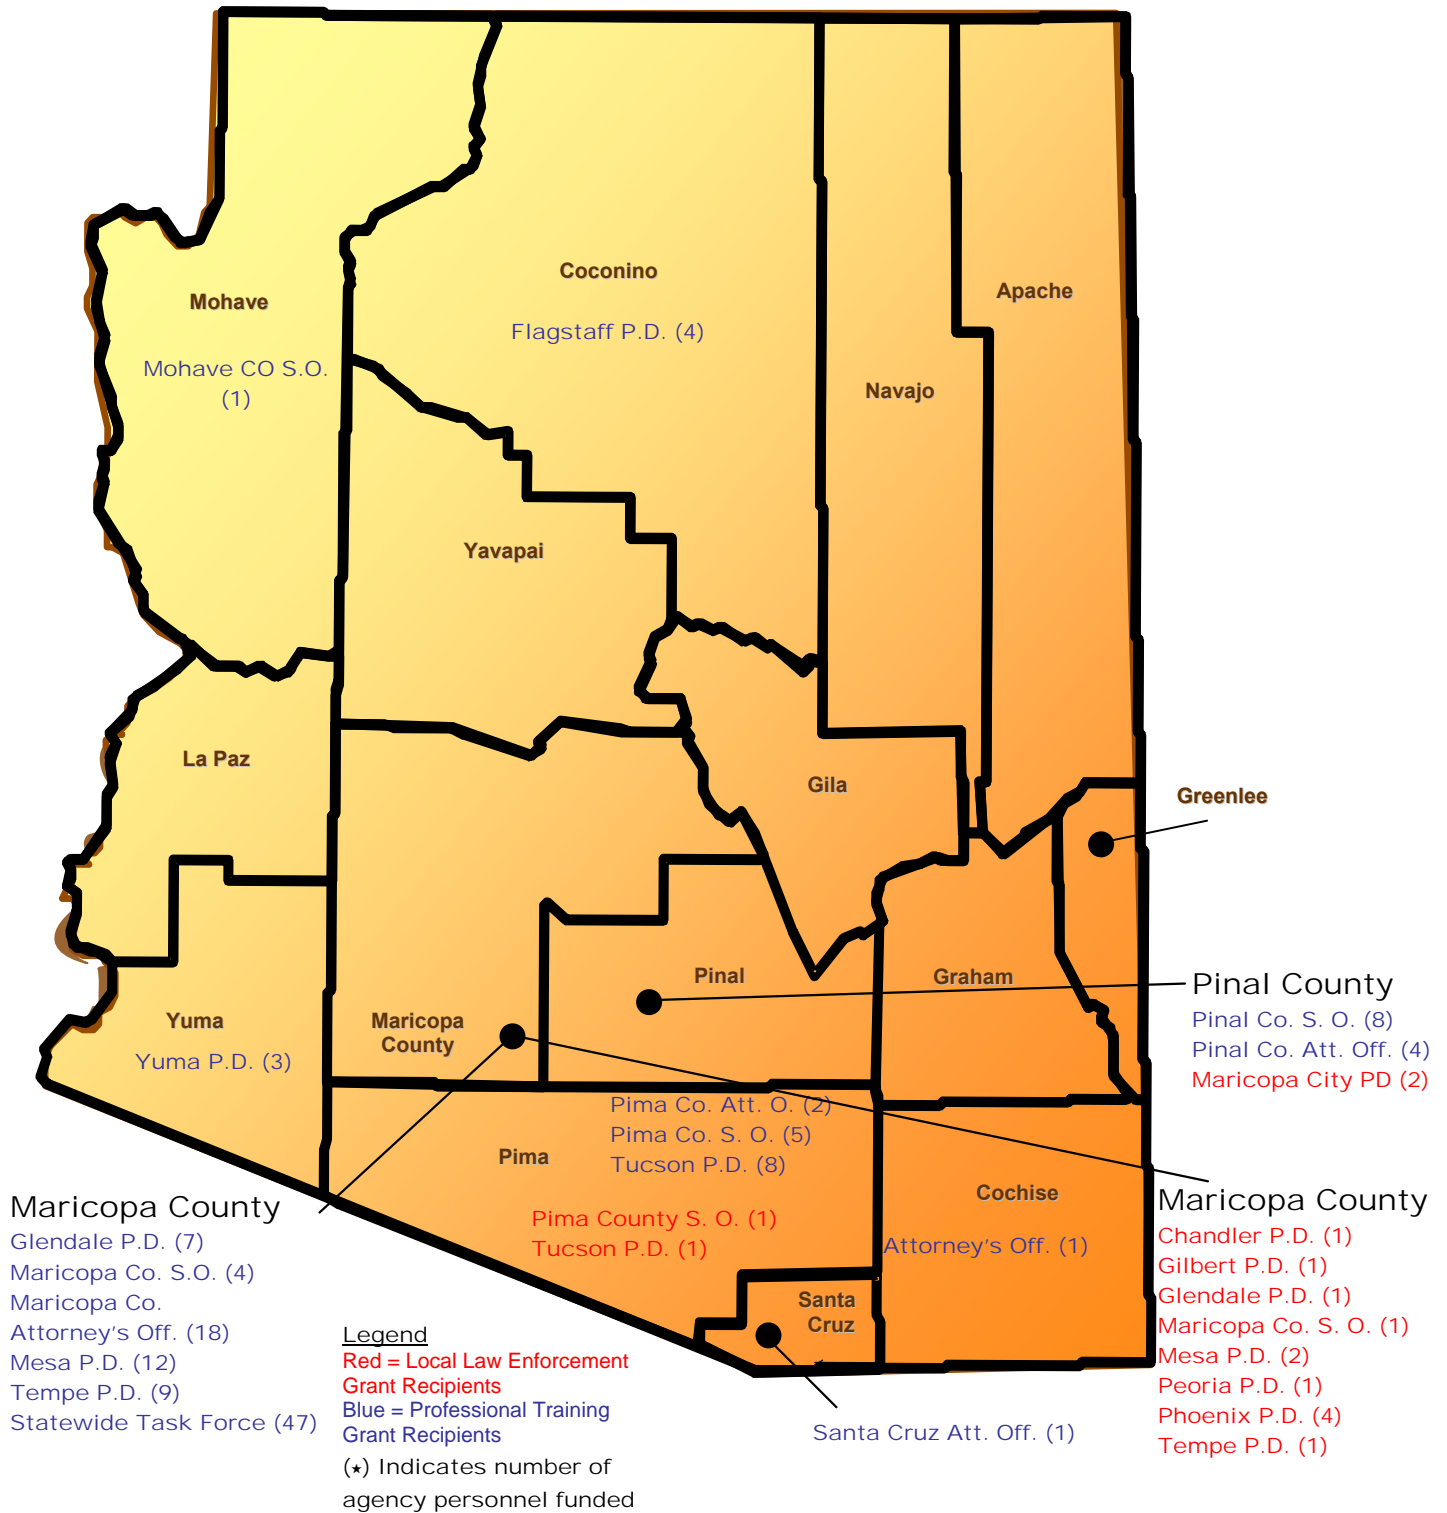 Coconino
Apache
Mohave
Flagstaff P.D. (4)
Mohave CO S.O.
(1)
Navajo
Yavapai
La Paz
Gila
Greenlee
Pinal
Graham
Pinal County
Pinal Co. S. O. (8)
Pinal Co. Att. Off. (4)
Maricopa City PD (2)
Yuma
Yuma P.D. (3)
Maricopa
County
Pima Co. Att. O. (2)
Pima Co. S. O. (5)
Tucson P.D. (8)
Pima
Pima County S. O. (1)
Tucson P.D. (1)
Cochise
Attorney's Off. (1)
Maricopa County
Glendale P.D. (7)
Maricopa Co. S.O. (4)
Maricopa Co.
Attorney's Off. (18)
Mesa P.D. (12)
Tempe P.D. (9)
Statewide Task Force (47)
Maricopa County
Chandler P.D. (1)
Gilbert P.D. (1)
Glendale P.D. (1)
Maricopa Co. S. O. (1)
Mesa P.D. (2)
Peoria P.D. (1)
Phoenix P.D. (4)
Tempe P.D. (1)
Santa
Cruz
Santa Cruz Att. Off. (1)
Legend
Red = Local Law Enforcement
Grant Recipients
Blue = Professional Training
Grant Recipients
(★) Indicates number of
agency personnel funded